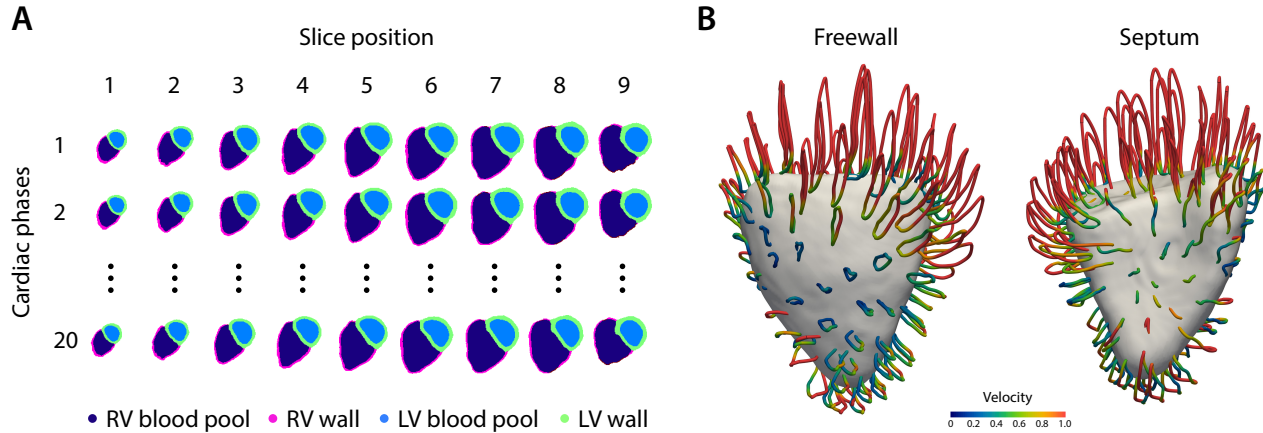 A
Slice position
1 2 3 4 5 6 7 8 9
Cardiac phases
1
2
20
RV blood pool RV wall LV blood pool LV wall
B
Freewall Septum
Velocity
0 0.2 0.4 0.6 0.8 1.0